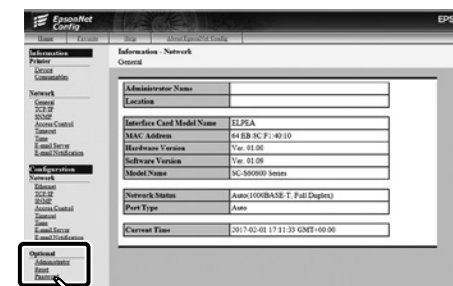 EpsonNet
Config
EPS
Home Favorite Help About EpsonNet Config
Information
Printer
Device
Consumables
Network
General
TCP/IP
SNMP
Access Control
Timeout
Time
E-mail Server
E-mail Notification
Configuration
Network
Ethernet
TCP/IP
SNMP
Access Control
Timeout
Time
E-mail Server
E-mail Notification
Optional
Administrator
Reset
Password
Information - Network
General
Administrator Name
Location
Interface Card Model Name ELPEA
MAC Address 64:EB:8C:F1:40:10
Hardware Version Ver. 01.00
Software Version Ver. 01.09
Model Name SC-S80600 Series
Network Status Auto(1000BASE-T, Full Duplex)
Port Type Auto
Current Time 2017-02-01 17:11:33 GMT+00:00